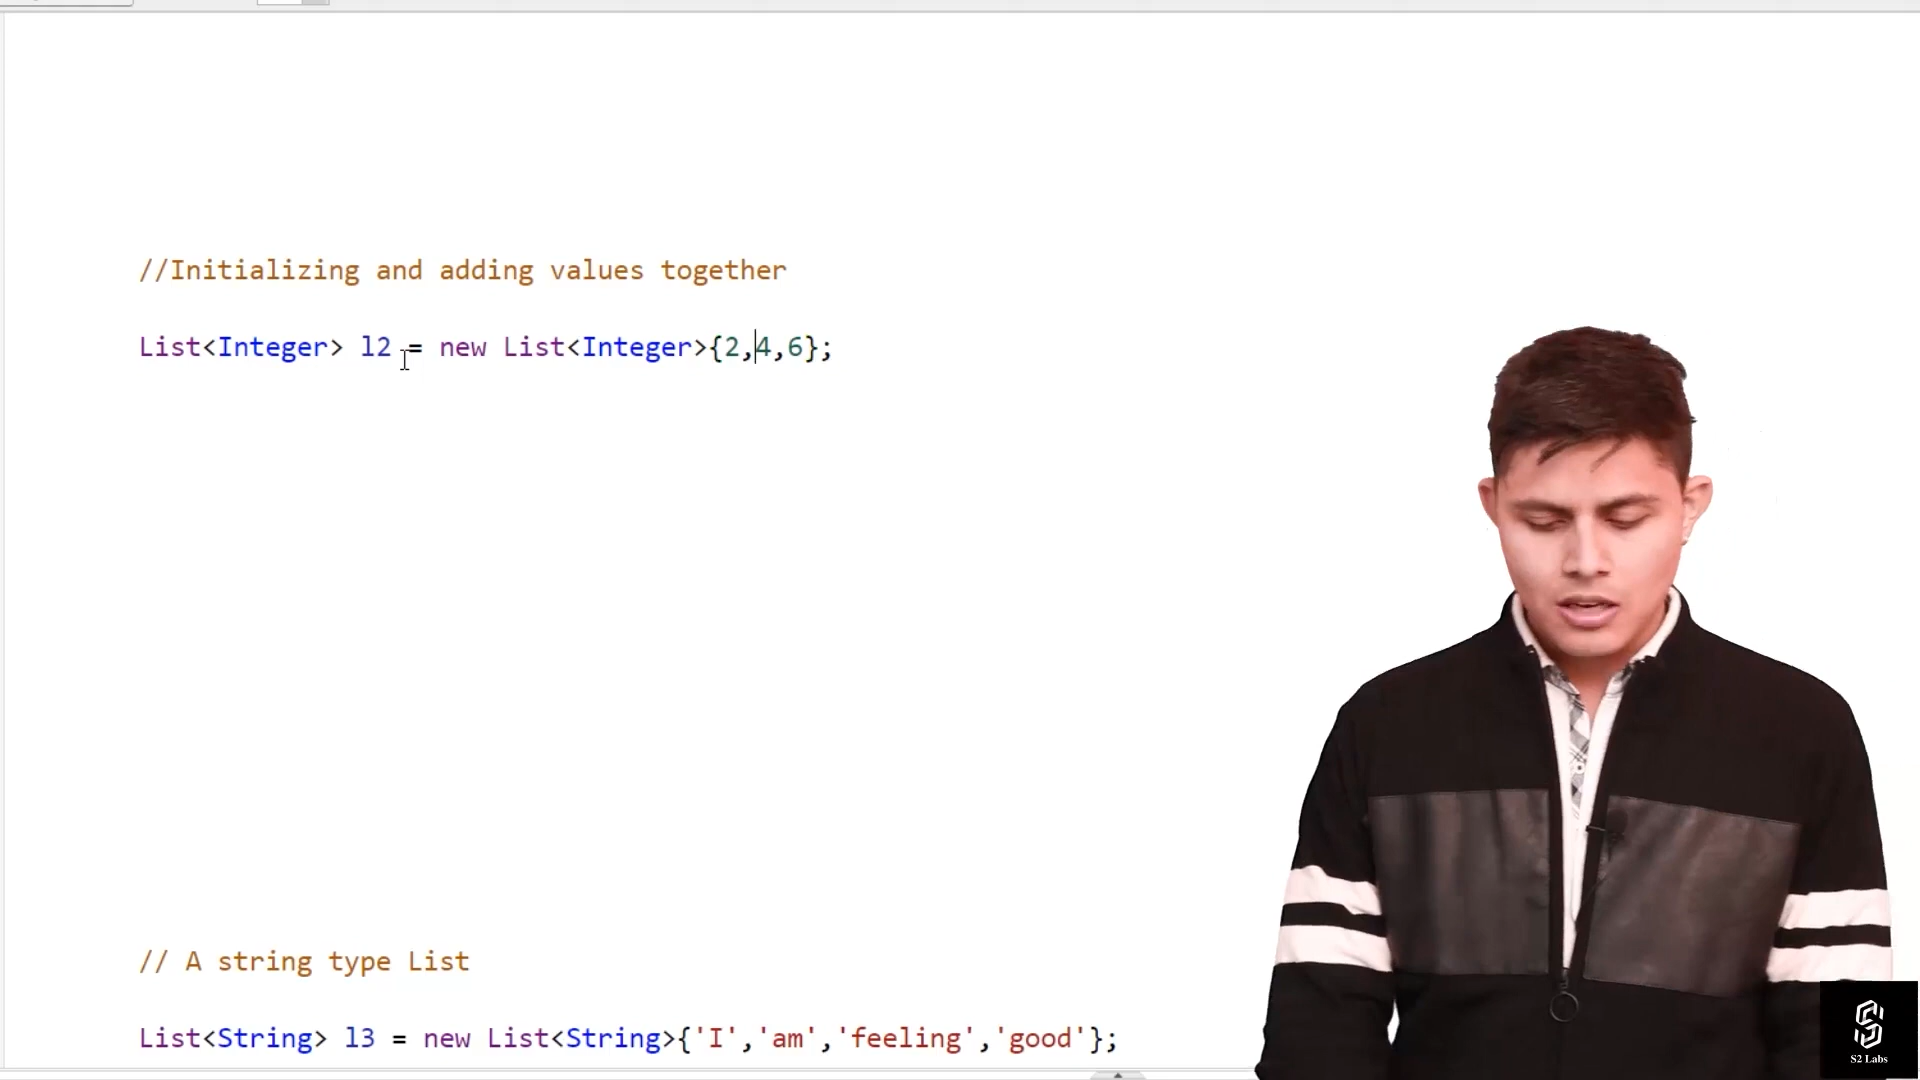 //Initializing and adding values together
List<Integer> l2 = new List<Integer>{2,4,6};
// A string type List
List<String> l3 = new List<String>{'I','am','feeling','good'};
S2 Labs